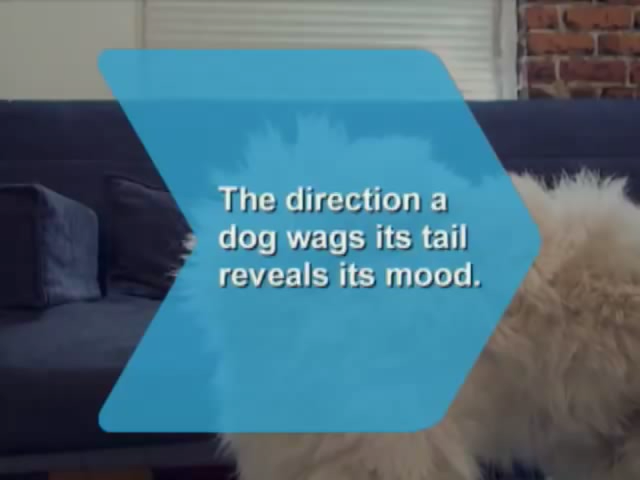 The direction a
dog wags its tail
reveals its mood.